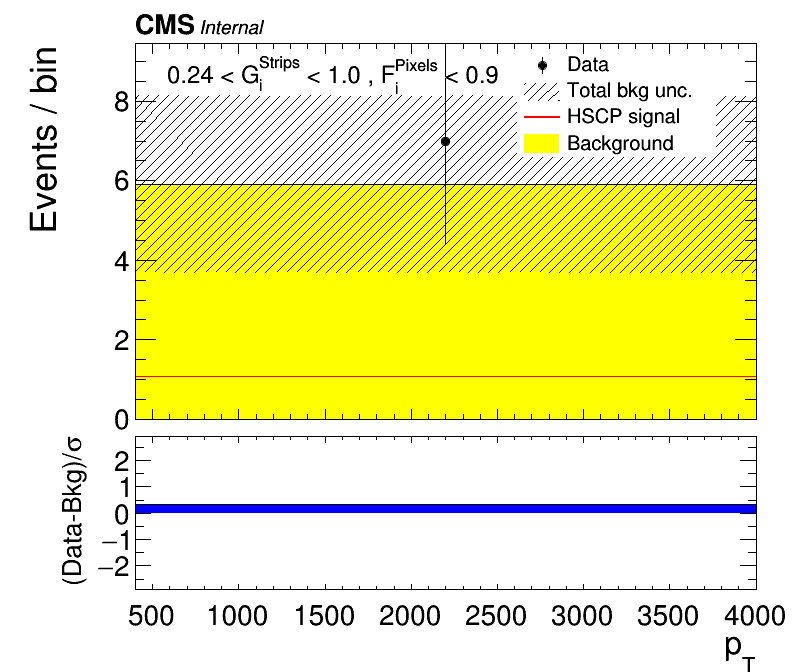 CMS Internal
0.24 < G_i^Strips < 1.0 , F_i^Pixels < 0.9
Data
Total bkg unc.
HSCP signal
Background
Events / bin
8
6
4
2
0
(Data-Bkg)/σ
2
1
0
−1
−2
500 1000 1500 2000 2500 3000 3500 4000
p_T